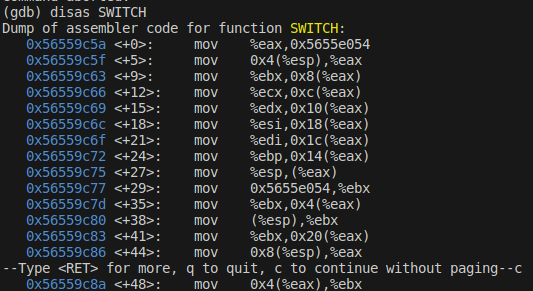 (gdb) disas SWITCH
Dump of assembler code for function SWITCH:
0x56559c5a <+0>: mov %eax,0x5655e054
0x56559c5f <+5>: mov 0x4(%esp),%eax
0x56559c63 <+9>: mov %ebx,0x8(%eax)
0x56559c66 <+12>: mov %ecx,0xc(%eax)
0x56559c69 <+15>: mov %edx,0x10(%eax)
0x56559c6c <+18>: mov %esi,0x18(%eax)
0x56559c6f <+21>: mov %edi,0x1c(%eax)
0x56559c72 <+24>: mov %ebp,0x14(%eax)
0x56559c75 <+27>: mov %esp,(%eax)
0x56559c77 <+29>: mov 0x5655e054,%ebx
0x56559c7d <+35>: mov %ebx,0x4(%eax)
0x56559c80 <+38>: mov (%esp),%ebx
0x56559c83 <+41>: mov %ebx,0x20(%eax)
0x56559c86 <+44>: mov 0x8(%esp),%eax
--Type <RET> for more, q to quit, c to continue without paging--c
0x56559c8a <+48>: mov 0x4(%eax),%ebx